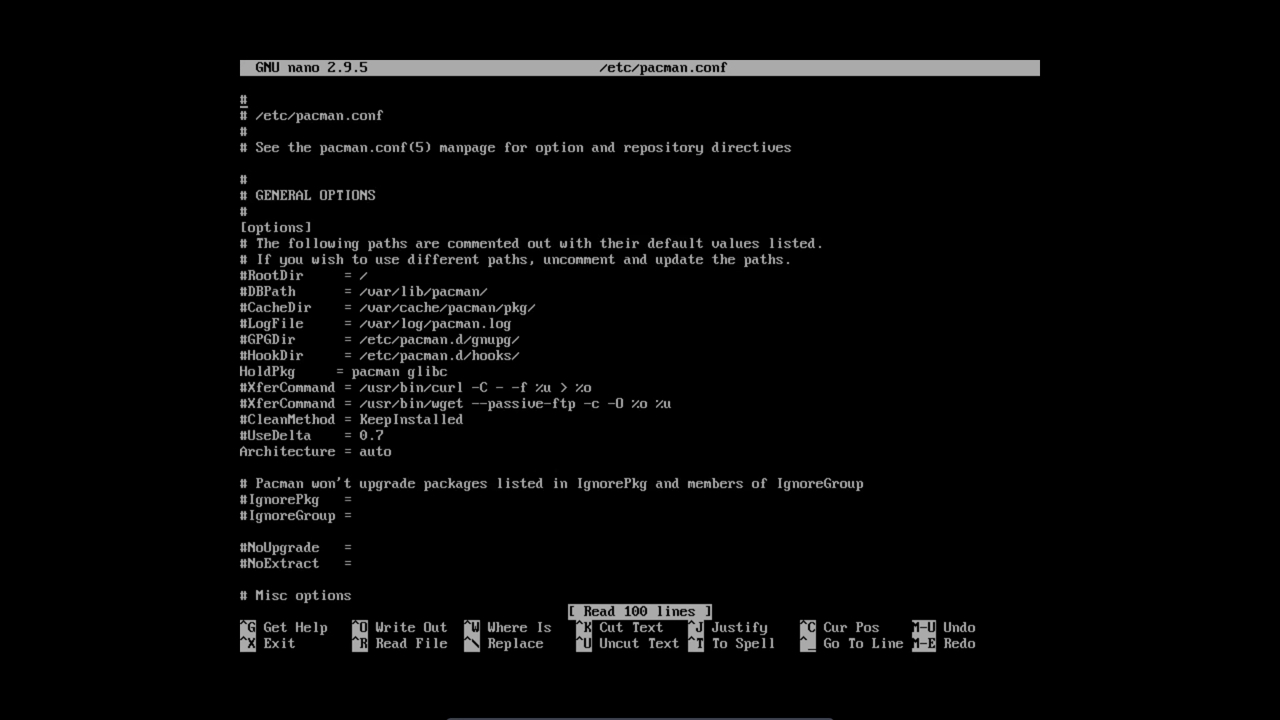 GNU nano 2.9.5 /etc/pacman.conf
#
# /etc/pacman.conf
#
# See the pacman.conf(5) manpage for option and repository directives
#
# GENERAL OPTIONS
#
[options]
# The following paths are commented out with their default values listed.
# If you wish to use different paths, uncomment and update the paths.
#RootDir     = /
#DBPath      = /var/lib/pacman/
#CacheDir    = /var/cache/pacman/pkg/
#LogFile     = /var/log/pacman.log
#GPGDir      = /etc/pacman.d/gnupg/
#HookDir     = /etc/pacman.d/hooks/
HoldPkg     = pacman glibc
#XferCommand = /usr/bin/curl -C - -f %u > %o
#XferCommand = /usr/bin/wget --passive-ftp -c -O %o %u
#CleanMethod = KeepInstalled
#UseDelta    = 0.7
Architecture = auto
# Pacman won't upgrade packages listed in IgnorePkg and members of IgnoreGroup
#IgnorePkg   =
#IgnoreGroup =
#NoUpgrade   =
#NoExtract   =
# Misc options
[ Read 100 lines ]
^G Get Help ^O Write Out ^W Where Is ^K Cut Text ^J Justify ^C Cur Pos M-U Undo
^X Exit ^R Read File ^\ Replace ^U Uncut Text ^T To Spell ^_ Go To Line M-E Redo